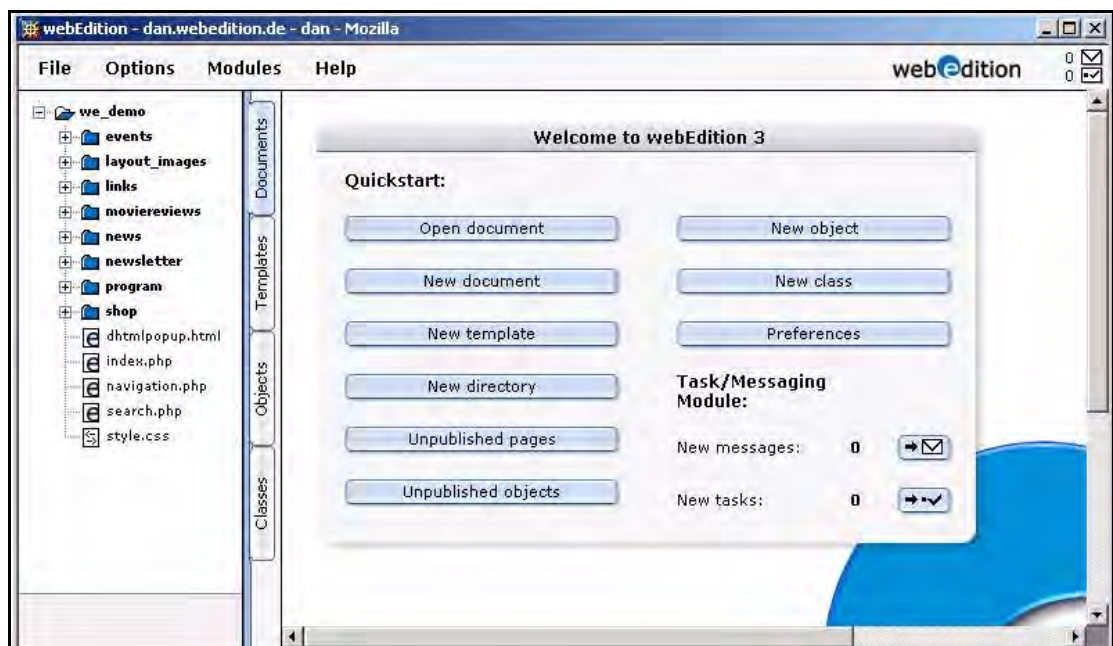 webEdition - dan.webedition.de - dan - Mozilla
File Options Modules Help
webedition
0
0
we_demo
events
layout_images
links
moviereviews
news
newsletter
program
shop
dhtmlpopup.html
index.php
navigation.php
search.php
style.css
Documents
Templates
Objects
Classes
Welcome to webEdition 3
Quickstart:
Open document
New document
New template
New directory
Unpublished pages
Unpublished objects
New object
New class
Preferences
Task/Messaging
Module:
New messages: 0
New tasks: 0